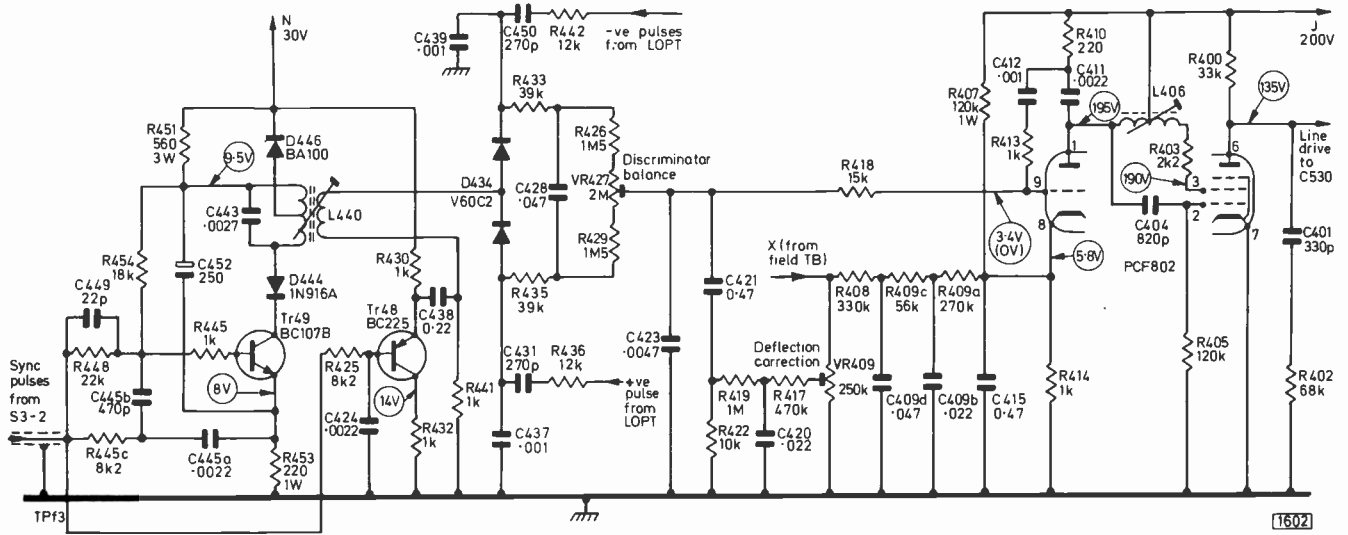 N
30V
R451
560
3W
9·5V
D446
BA100
C443
·0027
L440
R454
18k
C452
250
D444
1N916A
C449
22p
Tr49
BC107B
R445
1k
R448
22k
Sync
pulses
from
S3-2
C445b
470p
8V
R445c
8k2
C445a
·0022
R453
220
1W
TPf3
C439
·001
C450
270p
R442
12k
-ve pulses
from LOPT
R433
39k
R426
1M5
Discriminator
balance
D434
V60C2
C428
·047
VR427
2M
R429
1M5
R430
1k
R435
39k
Tr48
BC225
C438
0·22
R425
8k2
C431
270p
R436
12k
+ve
pulse
from
LOPT
14V
R441
1k
C424
·0022
R432
1k
C437
·001
R418
15k
C421
0·47
C423
·0047
X (from
field TB)
R408
330k
R409c
56k
R409a
270k
Deflection
correction
VR409
250k
R419
1M
R417
470k
R422
10k
C420
·022
C409d
·047
C409b
·022
C415
0·47
R414
1k
R410
220
J
200V
C412
·001
C411
·0022
R407
120k
1W
R400
33k
L406
195V
135V
R413
1k
1
6
Line
drive
to
C530
R403
2k2
9
190V
3
2
8
7
3·4V
(0V)
C404
820p
5·8V
PCF802
C401
330p
R405
120k
R402
68k
1602